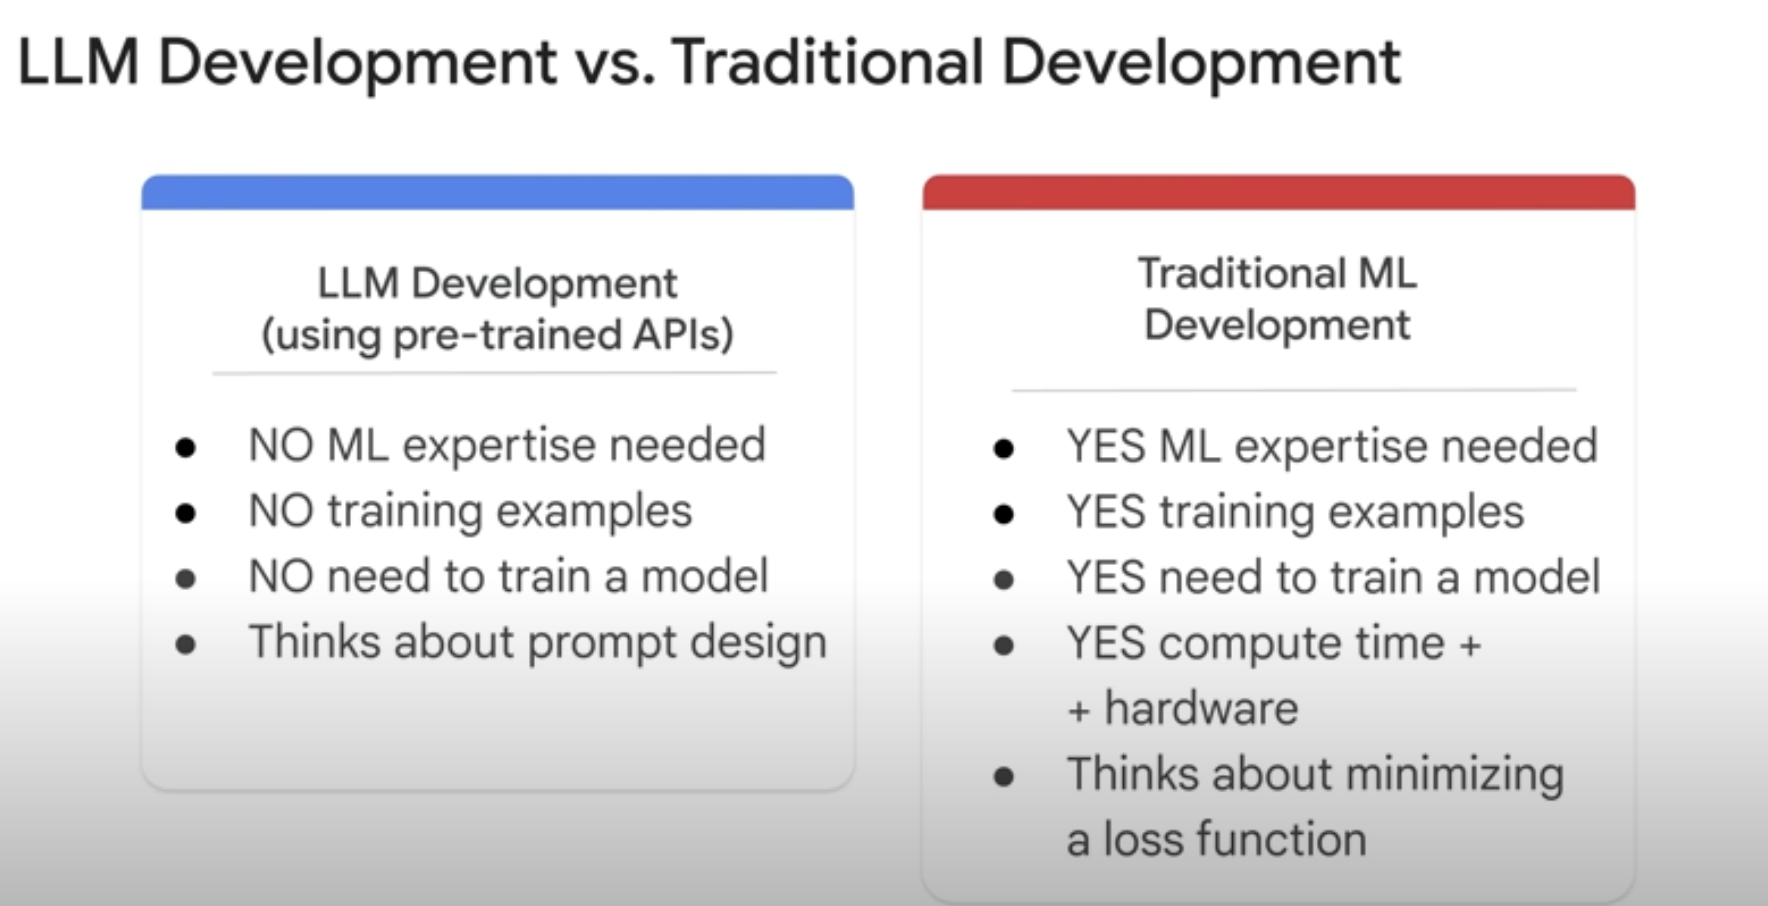 LLM Development vs. Traditional Development
LLM Development
(using pre-trained APIs)
• NO ML expertise needed
• NO training examples
• NO need to train a model
• Thinks about prompt design
Traditional ML
Development
• YES ML expertise needed
• YES training examples
• YES need to train a model
• YES compute time +
+ hardware
• Thinks about minimizing
a loss function